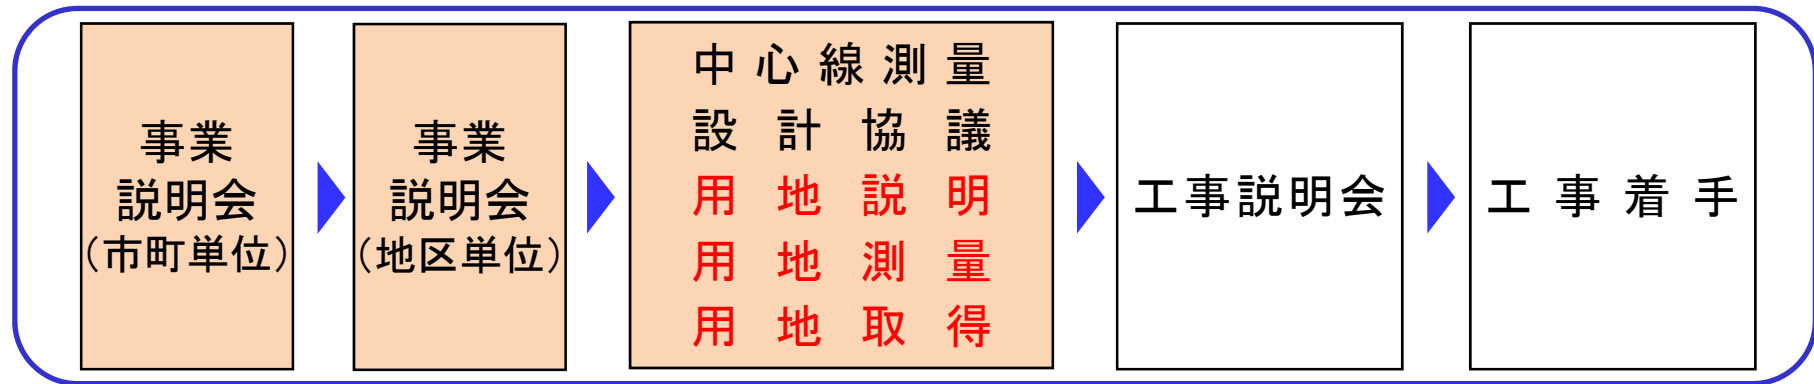 事業
説明会
(市町単位)
事業
説明会
(地区単位)
中心線測量
設計協議
用地説明
用地測量
用地取得
工事説明会
工事着手